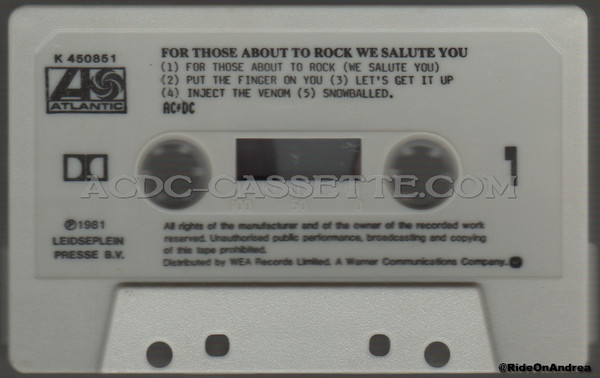 K 450851
FOR THOSE ABOUT TO ROCK WE SALUTE YOU
(1) FOR THOSE ABOUT TO ROCK (WE SALUTE YOU)
(2) PUT THE FINGER ON YOU (3) LET'S GET IT UP
(4) INJECT THE VENOM (5) SNOWBALLED.
AC⚡DC
ATLANTIC
1
ACDC-CASSETTE.COM
℗1981
LEIDSEPLEIN
PRESSE B.V.
All rights of the manufacturer and of the owner of the recorded work
reserved. Unauthorised public performance, broadcasting and copying
of this tape prohibited.
Distributed by WEA Records Limited. A Warner Communications Company.
@RideOnAndrea